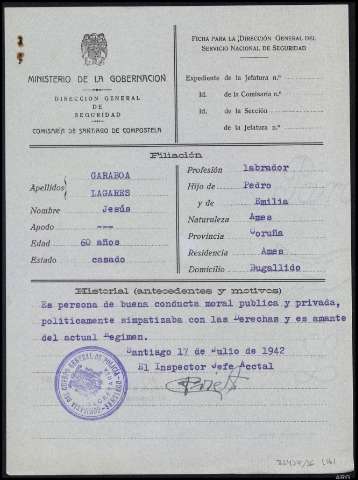 MINISTERIO DE LA GOBERNACION
DIRECCION GENERAL
DE
SEGURIDAD
COMISARÍA DE SANTIAGO DE COMPOSTELA
FICHA PARA LA DIRECCIÓN GENERAL DEL
SERVICIO NACIONAL DE SEGURIDAD
Expediente de la Jefatura n.º
Id. de la Comisaría n.º
Id. de la Sección
de la Jefatura n.º
Filiación
Apellidos GARABOA
LAGARES
Nombre Jesús
Apodo ---
Edad 60 años
Estado casado
Profesión labrador
Hijo de Pedro
y de Emilia
Naturaleza Ames
Provincia Coruña
Residencia Ames
Domicilio Bugallido
Historial (antecedentes y motivos)
Es persona de buena conducta moral publica y privada,
politicamente simpatizaba con las Derechas y es amante
del actual Regimen.
Santiago 17 de Julio de 1942
El Inspector Jefe Acctal